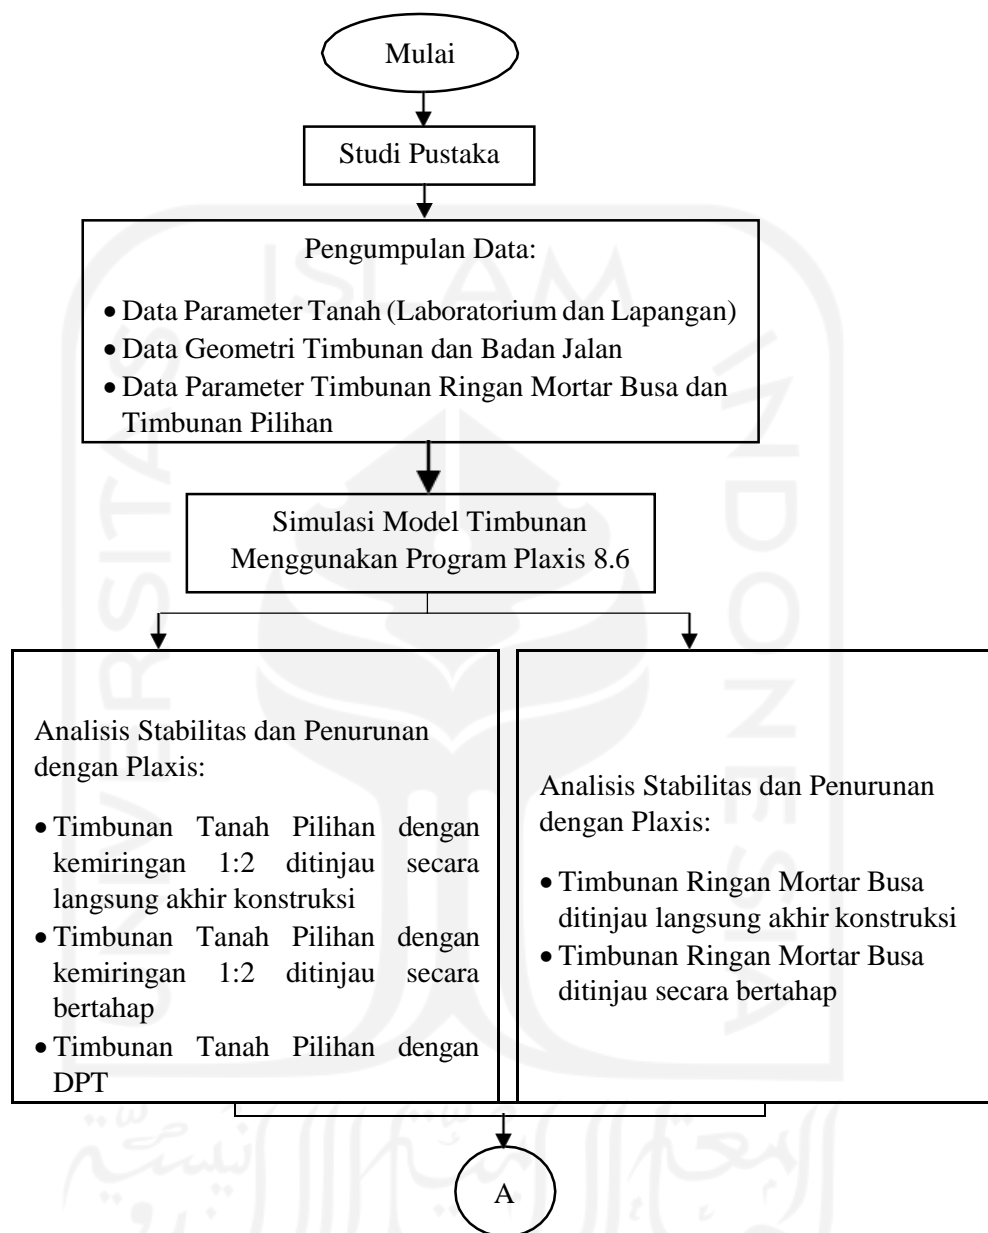 Mulai
Studi Pustaka
Pengumpulan Data:
• Data Parameter Tanah (Laboratorium dan Lapangan)
• Data Geometri Timbunan dan Badan Jalan
• Data Parameter Timbunan Ringan Mortar Busa dan
Timbunan Pilihan
Simulasi Model Timbunan
Menggunakan Program Plaxis 8.6
Analisis Stabilitas dan Penurunan
dengan Plaxis:
• Timbunan Tanah Pilihan dengan
kemiringan 1:2 ditinjau secara
langsung akhir konstruksi
• Timbunan Tanah Pilihan dengan
kemiringan 1:2 ditinjau secara
bertahap
• Timbunan Tanah Pilihan dengan
DPT
Analisis Stabilitas dan Penurunan
dengan Plaxis:
• Timbunan Ringan Mortar Busa
ditinjau langsung akhir konstruksi
• Timbunan Ringan Mortar Busa
ditinjau secara bertahap
A
ISLAM
UNIVERSITAS
INDONESIA